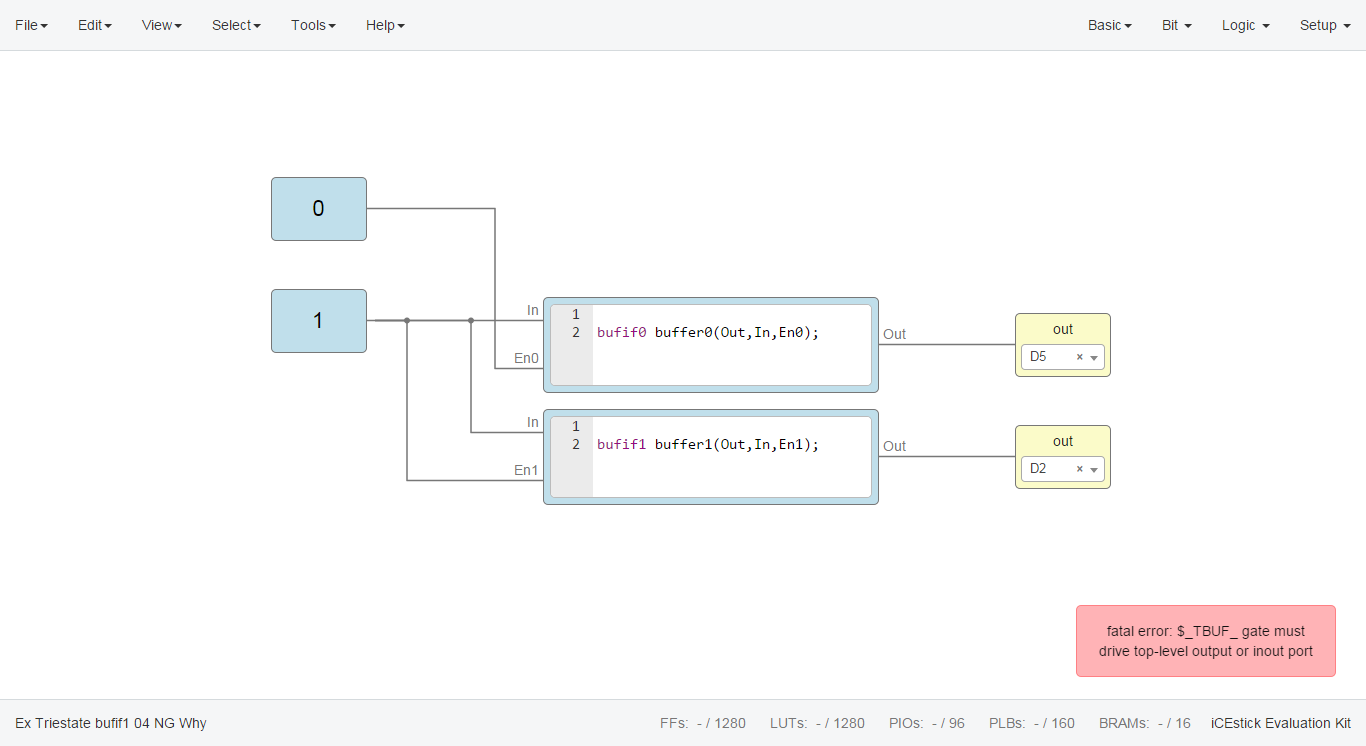 File Edit View Select Tools Help Basic Bit Logic Setup
0
1
In
En0
1
2 bufif0 buffer0(Out,In,En0);
Out
out
D5 ×
In
En1
1
2 bufif1 buffer1(Out,In,En1);
Out
out
D2 ×
fatal error: $_TBUF_ gate must
drive top-level output or inout port
Ex Triestate bufif1 04 NG Why FFs: - / 1280 LUTs: - / 1280 PIOs: - / 96 PLBs: - / 160 BRAMs: - / 16 iCEstick Evaluation Kit